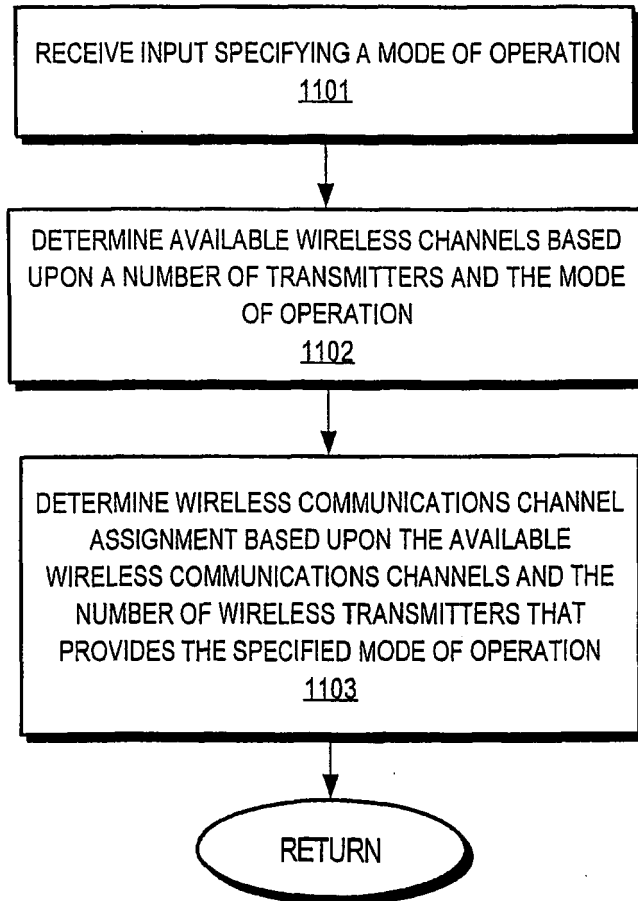 RECEIVE INPUT SPECIFYING A MODE OF OPERATION
1101
DETERMINE AVAILABLE WIRELESS CHANNELS BASED
UPON A NUMBER OF TRANSMITTERS AND THE MODE
OF OPERATION
1102
DETERMINE WIRELESS COMMUNICATIONS CHANNEL
ASSIGNMENT BASED UPON THE AVAILABLE
WIRELESS COMMUNICATIONS CHANNELS AND THE
NUMBER OF WIRELESS TRANSMITTERS THAT
PROVIDES THE SPECIFIED MODE OF OPERATION
1103
RETURN